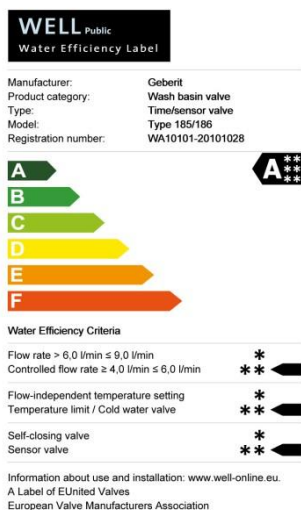 WELL Public
Water Efficiency Label
Manufacturer: Geberit
Product category: Wash basin valve
Type: Time/sensor valve
Model: Type 185/186
Registration number: WA10101-20101028
A A ******
B
C
D
E
F
Water Efficiency Criteria
Flow rate > 6,0 l/min ≤ 9,0 l/min *
Controlled flow rate ≥ 4,0 l/min ≤ 6,0 l/min **
Flow-independent temperature setting *
Temperature limit / Cold water valve **
Self-closing valve *
Sensor valve **
Information about use and installation: www.well-online.eu.
A Label of EUnited Valves
European Valve Manufacturers Association